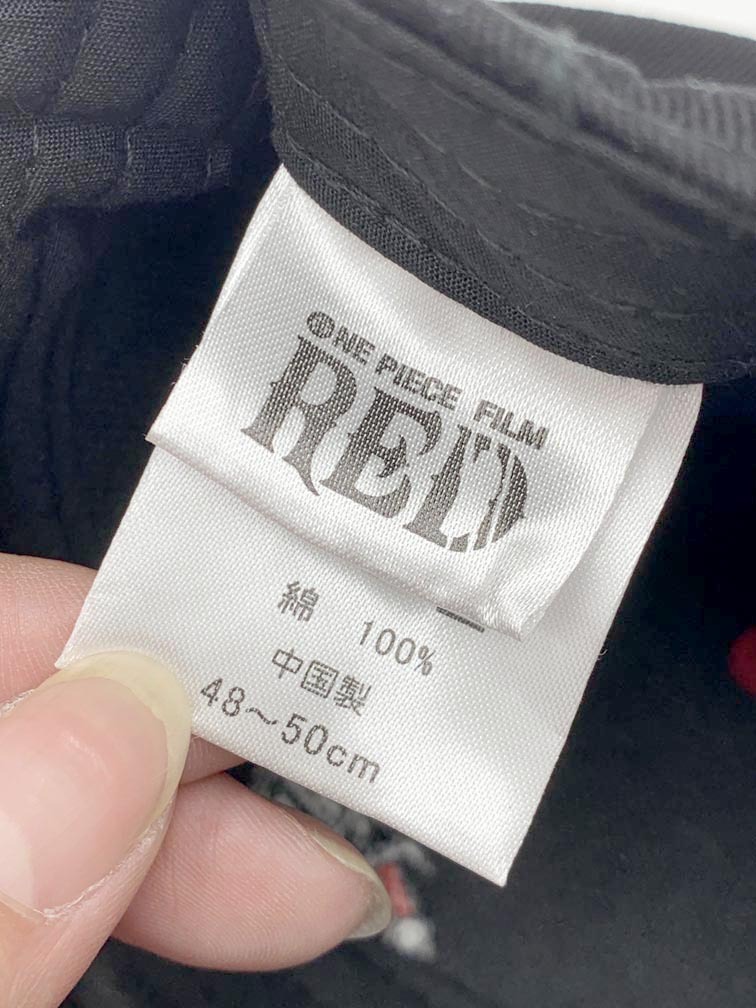 ONE PIECE FILM
RED
綿 100%
中国製
48～50cm